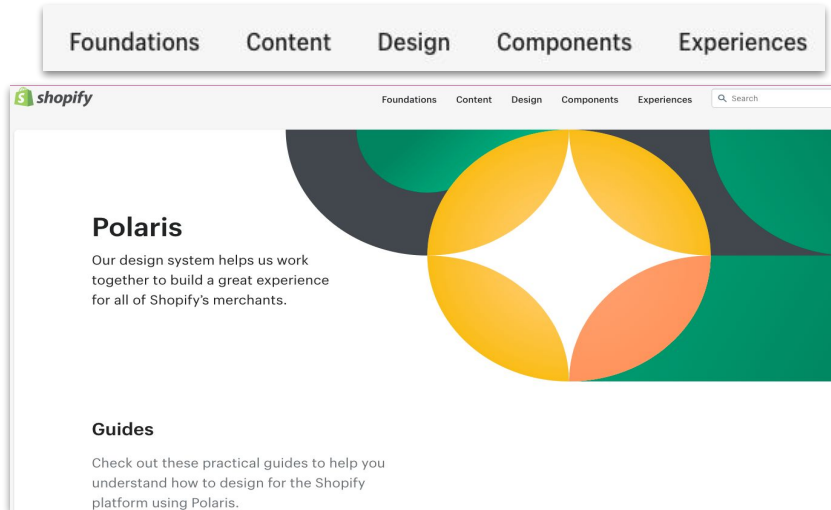 Foundations Content Design Components Experiences
shopify Foundations Content Design Components Experiences Search
Polaris
Our design system helps us work
together to build a great experience
for all of Shopify's merchants.
Guides
Check out these practical guides to help you
understand how to design for the Shopify
platform using Polaris.